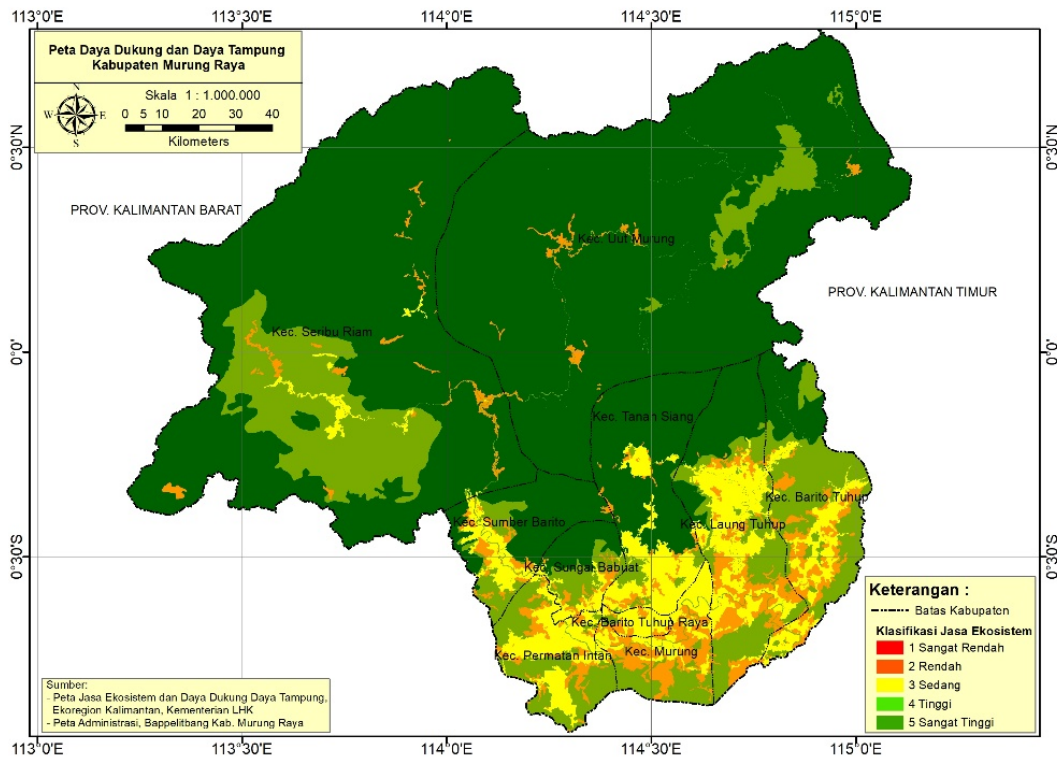 113°0'E 113°30'E 114°0'E 114°30'E 115°0'E
Peta Daya Dukung dan Daya Tampung
Kabupaten Murung Raya
N
W E
S
Skala 1 : 1.000.000
0 5 10 20 30 40
Kilometers
0°30'N 0°30'N
PROV. KALIMANTAN BARAT
Kec. Uut Murung
PROV. KALIMANTAN TIMUR
Kec. Seribu Riam
0°0' 0°0'
Kec. Tanah Siang
Kec. Barito Tuhup
Kec. Sumber Barito
Kec. Laung Tuhup
0°30'S 0°30'S
Kec. Sungai Babuat
Kec. Barito Tuhup Raya
Kec. Permatan Intan
Kec. Murung
Keterangan :
Batas Kabupaten
Klasifikasi Jasa Ekosistem
1 Sangat Rendah
2 Rendah
3 Sedang
4 Tinggi
5 Sangat Tinggi
Sumber:
- Peta Jasa Ekosistem dan Daya Dukung Daya Tampung,
Ekoregion Kalimantan, Kementerian LHK
- Peta Administrasi, Bappelitbang Kab. Murung Raya
113°0'E 113°30'E 114°0'E 114°30'E 115°0'E